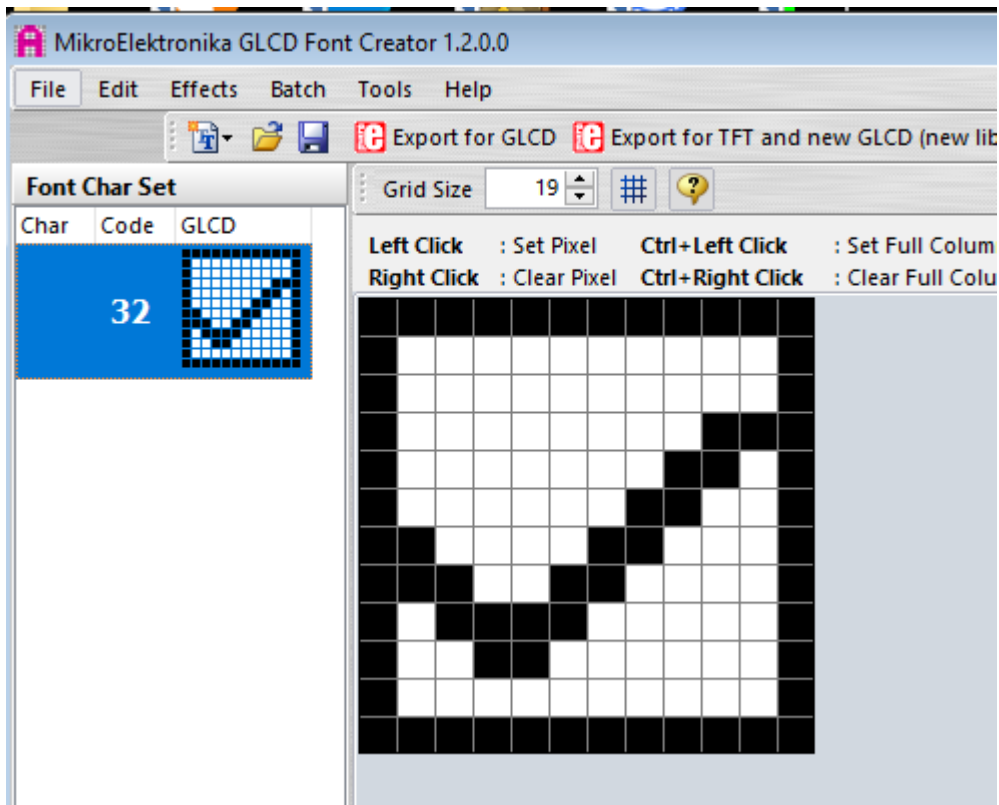 MikroElektronika GLCD Font Creator 1.2.0.0
File Edit Effects Batch Tools Help
Export for GLCD Export for TFT and new GLCD (new lib
Font Char Set
Grid Size 19
Char Code GLCD
Left Click : Set Pixel Ctrl+Left Click : Set Full Colum
Right Click : Clear Pixel Ctrl+Right Click : Clear Full Colu
32